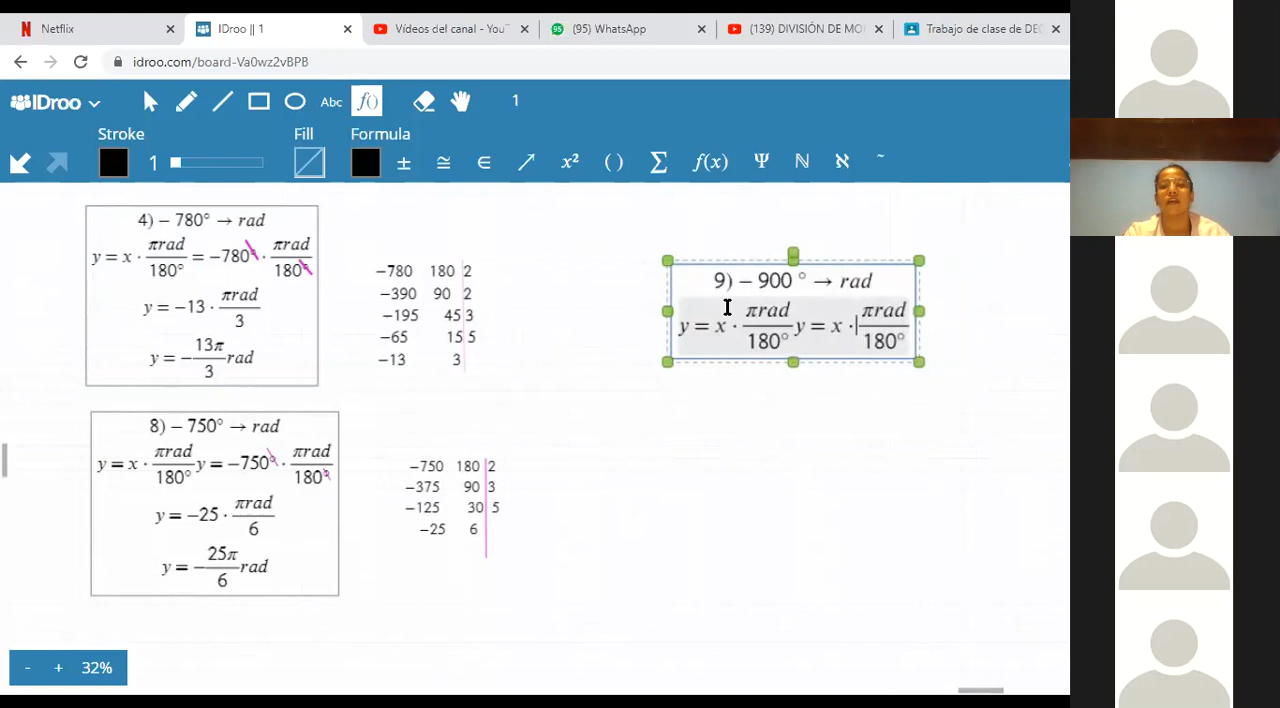 Netflix
IDroo || 1
Vídeos del canal - YouT
(95) WhatsApp
(139) DIVISIÓN DE MO
Trabajo de clase de DE
idroo.com/board-Va0wz2vBPB
IDroo
Abc
f()
1
Stroke
Fill
Formula
1
± ≅ ∈ x² ( ) ∑ f(x) Ψ ℕ ℵ ~
4) − 780° → rad
y = x · πrad/180° = −780° · πrad/180°
y = −13 · πrad/3
y = −13π/3 rad
−780 180 2
−390 90 2
−195 45 3
−65 15 5
−13 3
8) − 750° → rad
y = x · πrad/180° y = −750° · πrad/180°
y = −25 · πrad/6
y = −25π/6 rad
−750 180 2
−375 90 3
−125 30 5
−25 6
9) − 900 ° → rad
y = x · πrad/180° y = x · πrad/180°
- + 32%